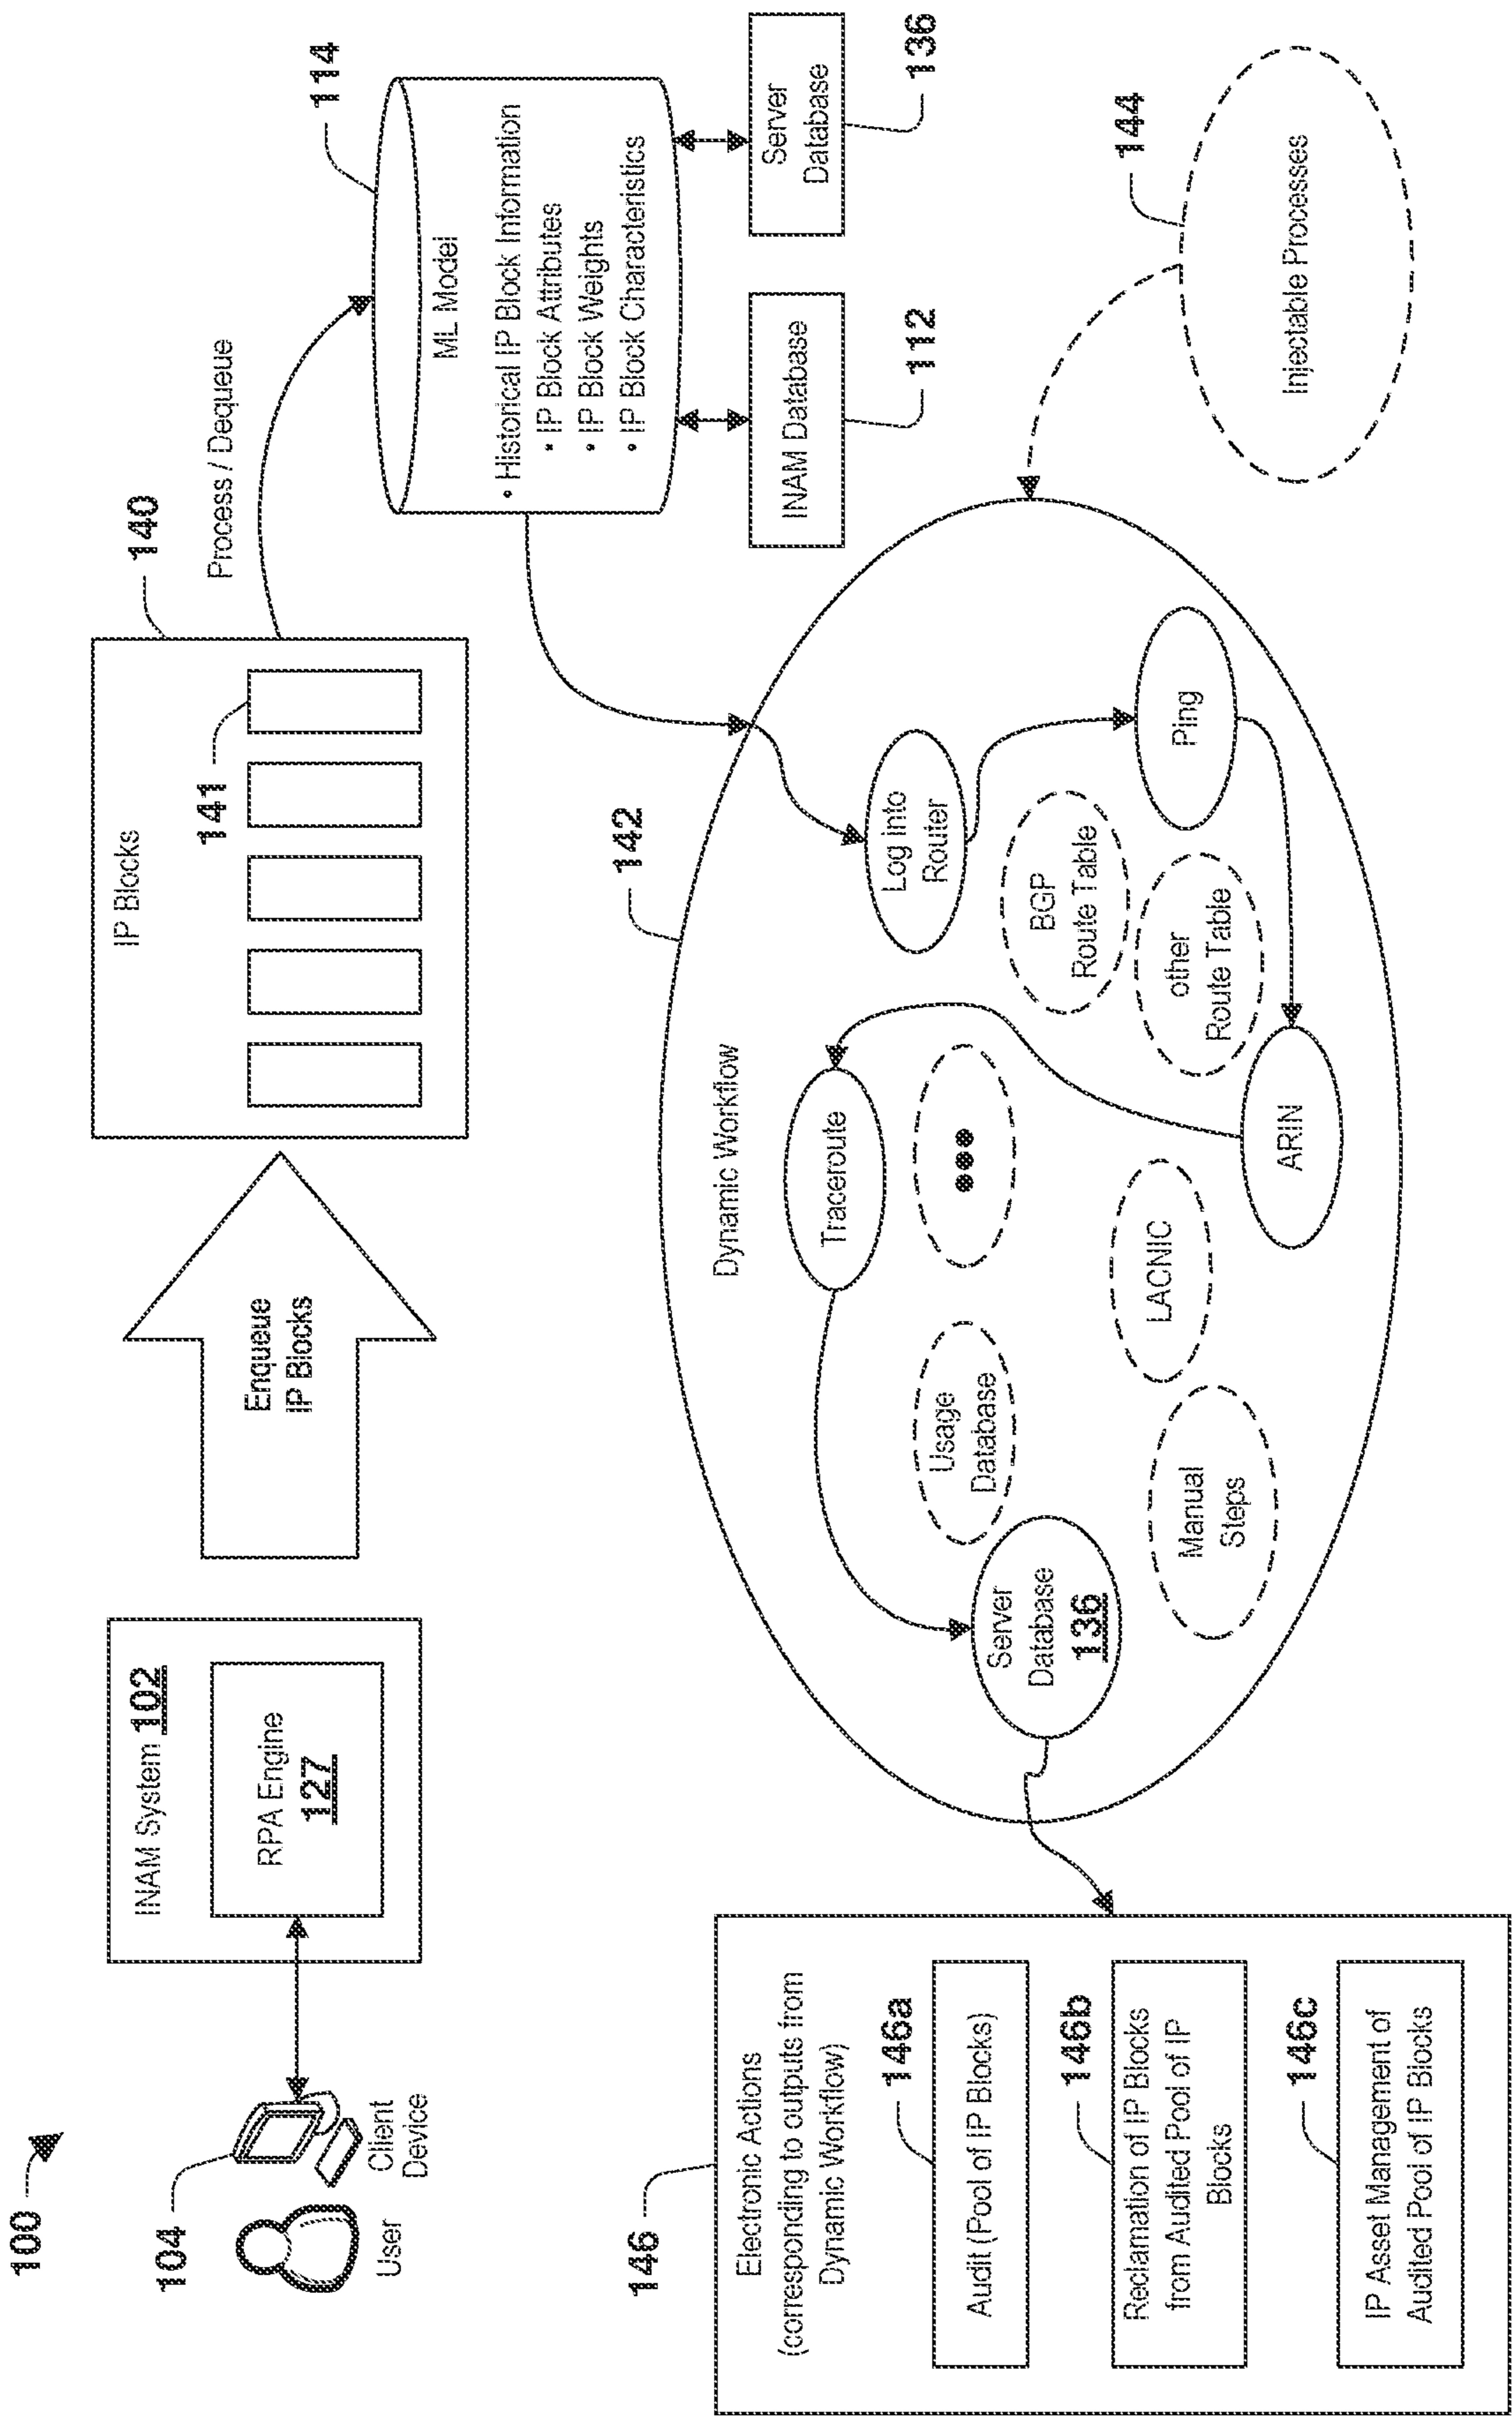 100
104
User
Client
Device
INAM System 102
RPA Engine
127
Enqueue
IP Blocks
IP Blocks
140
141
Process / Dequeue
114
ML Model
• Historical IP Block Information
• IP Block Attributes
• IP Block Weights
• IP Block Characteristics
INAM Database
112
Server
Database
136
142
Dynamic Workflow
Log into
Router
Ping
BGP
Route Table
other
Route Table
ARIN
Traceroute
•••
LACNIC
Usage
Database
Manual
Steps
Server
Database
136
144
Injectable Processes
146
Electronic Actions
(corresponding to outputs from
Dynamic Workflow)
146a
Audit (Pool of IP Blocks)
146b
Reclamation of IP Blocks
from Audited Pool of IP
Blocks
146c
IP Asset Management of
Audited Pool of IP Blocks